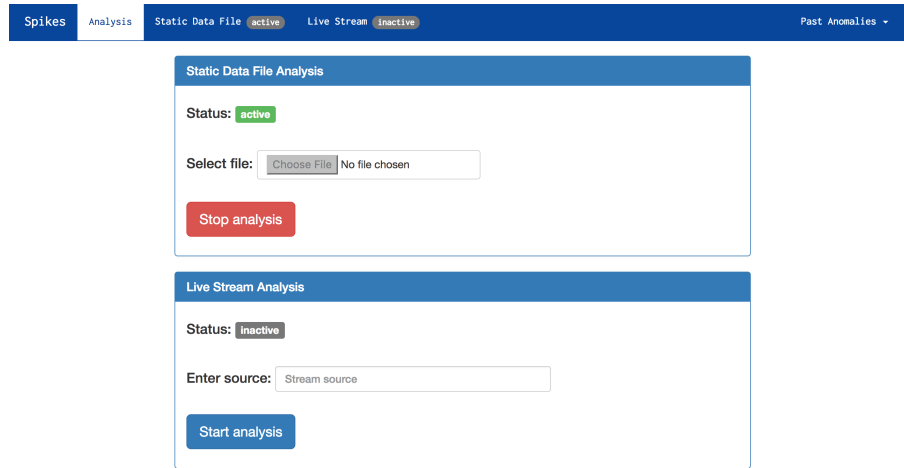 Spikes Analysis Static Data File active Live Stream inactive Past Anomalies
Static Data File Analysis
Status: active
Select file: Choose File No file chosen
Stop analysis
Live Stream Analysis
Status: inactive
Enter source: Stream source
Start analysis